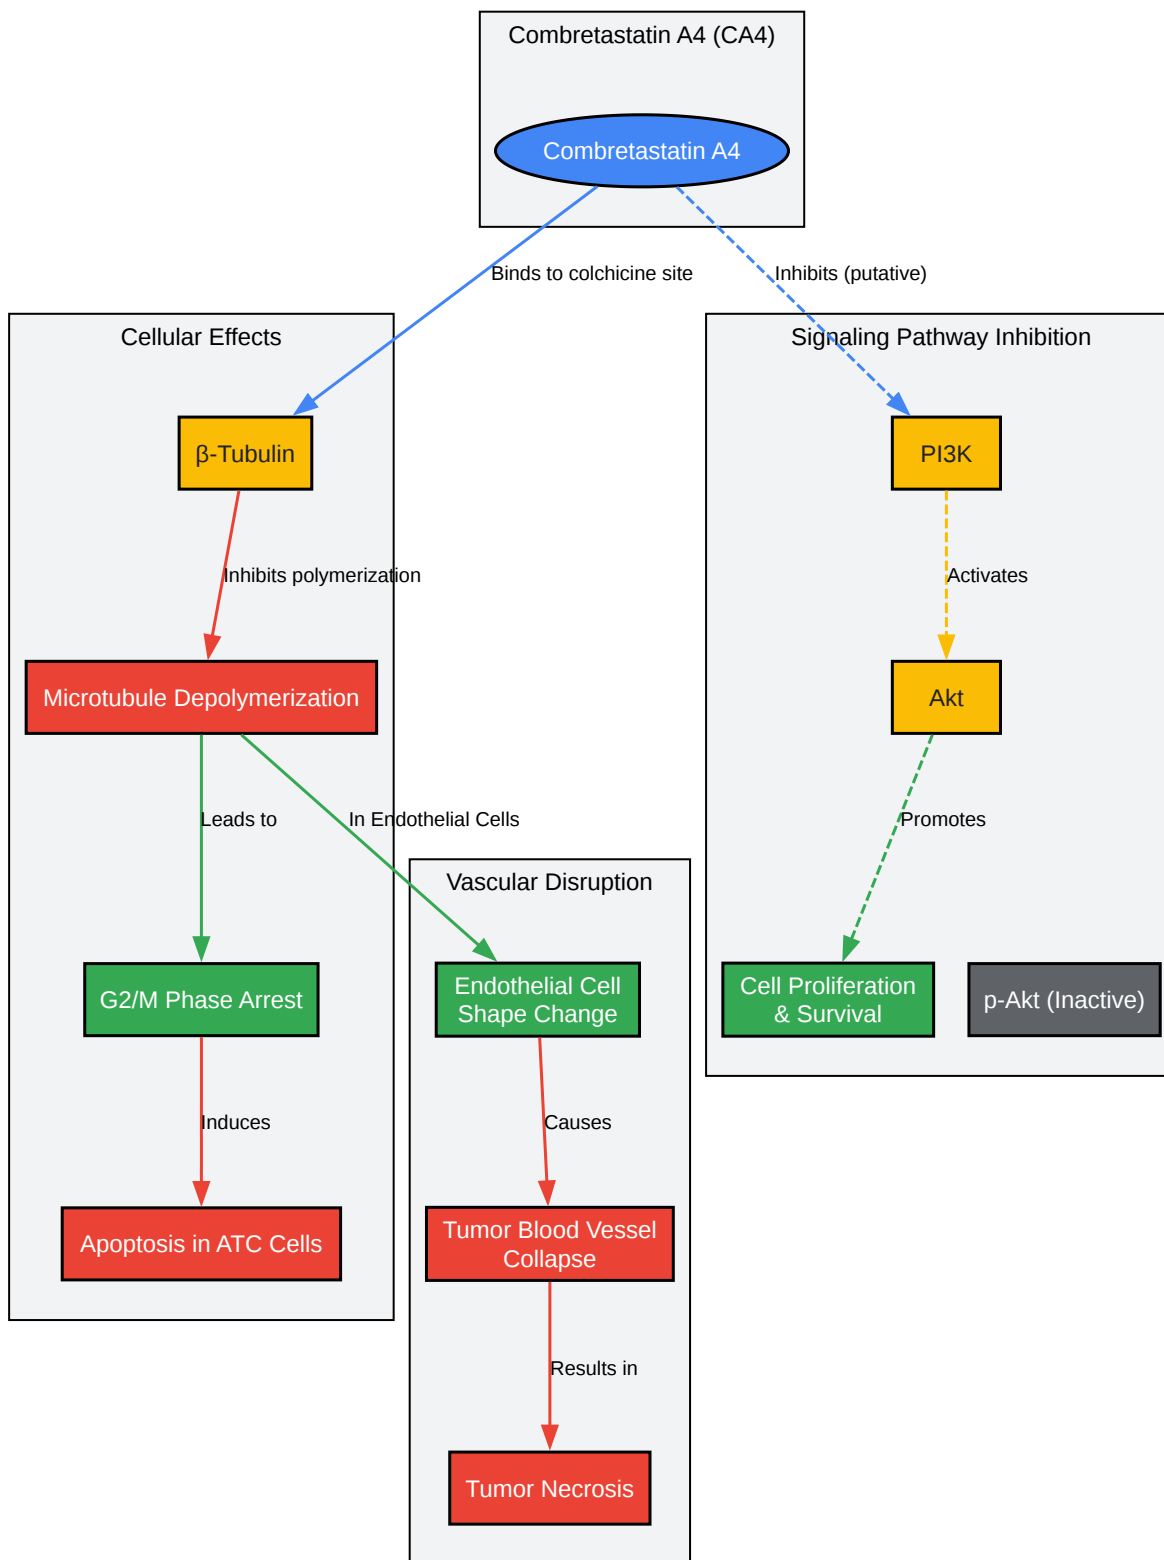 Combretastatin A4 (CA4)
Combretastatin A4
Binds to colchicine site
Inhibits (putative)
Cellular Effects
Signaling Pathway Inhibition
β-Tubulin
PI3K
Inhibits polymerization
Activates
Microtubule Depolymerization
Akt
Leads to
In Endothelial Cells
Promotes
Vascular Disruption
G2/M Phase Arrest
Endothelial Cell
Shape Change
Cell Proliferation
& Survival
p-Akt (Inactive)
Induces
Causes
Apoptosis in ATC Cells
Tumor Blood Vessel
Collapse
Results in
Tumor Necrosis